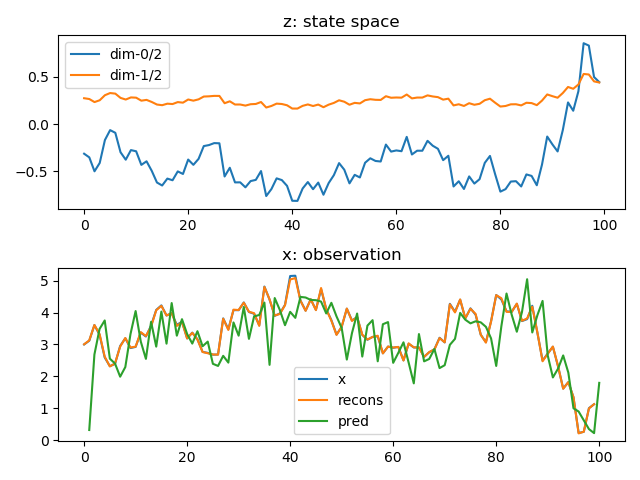 z: state space
dim-0/2
dim-1/2
0.5
0.0
−0.5
0 20 40 60 80 100
x: observation
5
4
3
2
1
0
x
recons
pred
0 20 40 60 80 100